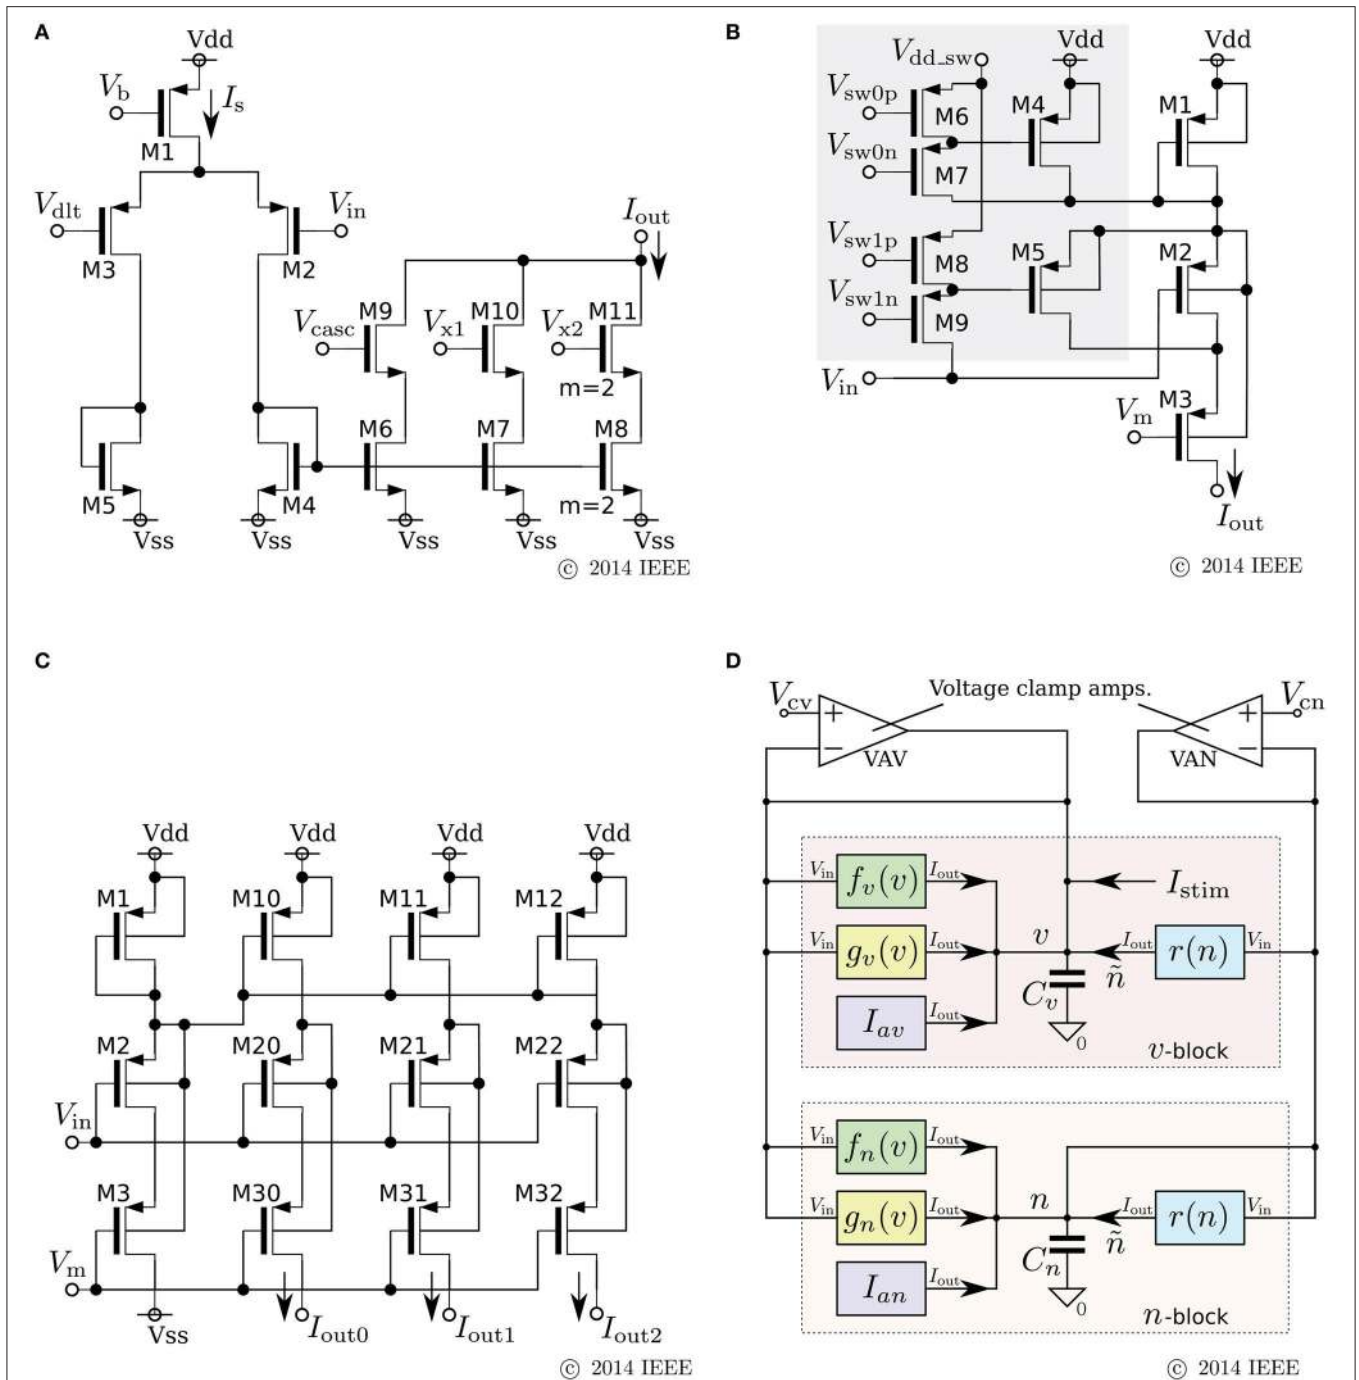 A
Vdd
Vb
Is
M1
Vdlt
Vin
M3
M2
Iout
M9
M10
M11
Vcasc
Vx1
Vx2
m=2
M6
M7
M8
M5
M4
m=2
Vss
Vss
Vss
Vss
Vss
© 2014 IEEE
B
Vdd_sw
Vdd
Vdd
Vsw0p
M6
M4
M1
Vsw0n
M7
Vsw1p
M8
M5
M2
Vsw1n
M9
Vin
M3
Vm
Iout
© 2014 IEEE
C
Vdd
Vdd
Vdd
Vdd
M1
M10
M11
M12
M2
M20
M21
M22
Vin
M3
M30
M31
M32
Vm
Vss
Iout0
Iout1
Iout2
© 2014 IEEE
D
Vcv
Voltage clamp amps.
Vcn
+
+
−
−
VAV
VAN
Vin
fv(v)
Iout
Istim
Vin
gv(v)
Iout
v
Iout
r(n)
Vin
ñ
Cv
Iav
Iout
0
v-block
Vin
fn(v)
Iout
Vin
gn(v)
Iout
n
Iout
r(n)
Vin
ñ
Cn
Ian
Iout
0
n-block
© 2014 IEEE